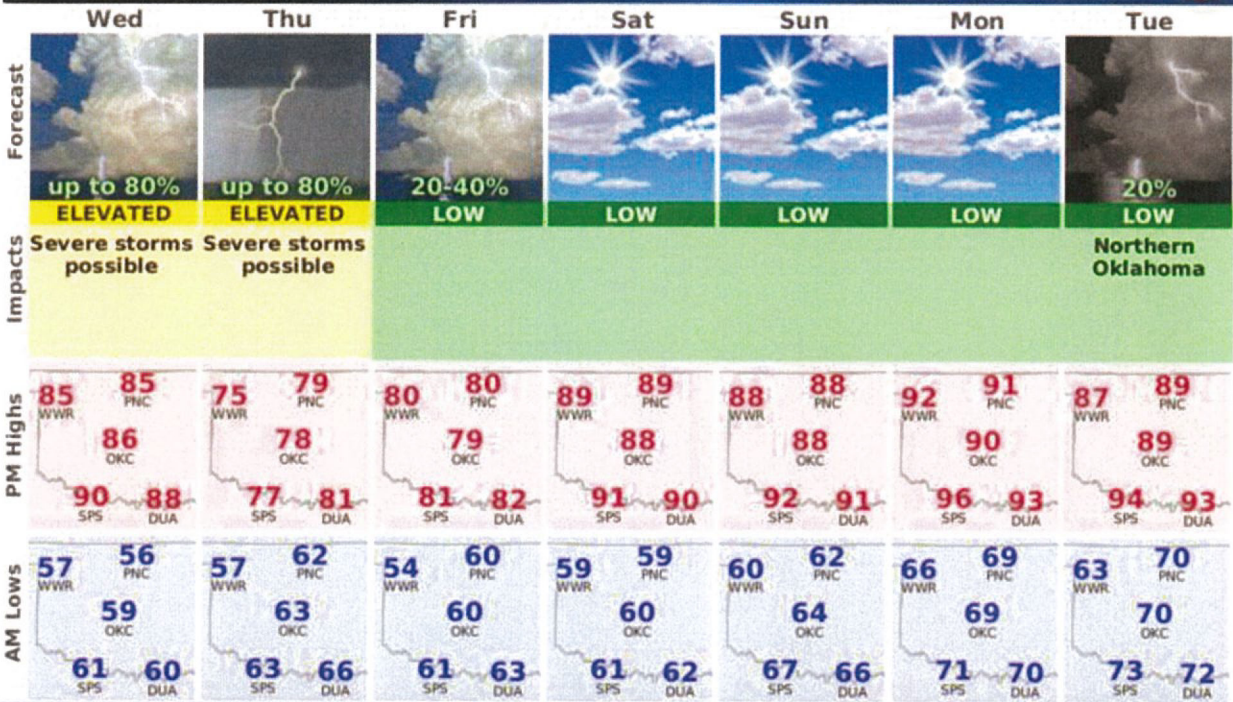 Wed Thu Fri Sat Sun Mon Tue
Forecast
up to 80% up to 80% 20-40% 20%
ELEVATED ELEVATED LOW LOW LOW LOW LOW
Impacts
Severe storms Severe storms Northern
possible possible Oklahoma
PM Highs
85 85 75 79 80 80 89 89 88 88 92 91 87 89
WWR PNC WWR PNC WWR PNC WWR PNC WWR PNC WWR PNC WWR PNC
86 78 79 88 88 90 89
OKC OKC OKC OKC OKC OKC OKC
90 88 77 81 81 82 91 90 92 91 96 93 94 93
SPS DUA SPS DUA SPS DUA SPS DUA SPS DUA SPS DUA SPS DUA
AM Lows
57 56 57 62 54 60 59 59 60 62 66 69 63 70
WWR PNC WWR PNC WWR PNC WWR PNC WWR PNC WWR PNC WWR PNC
59 63 60 60 64 69 70
OKC OKC OKC OKC OKC OKC OKC
61 60 63 66 61 63 61 62 67 66 71 70 73 72
SPS DUA SPS DUA SPS DUA SPS DUA SPS DUA SPS DUA SPS DUA